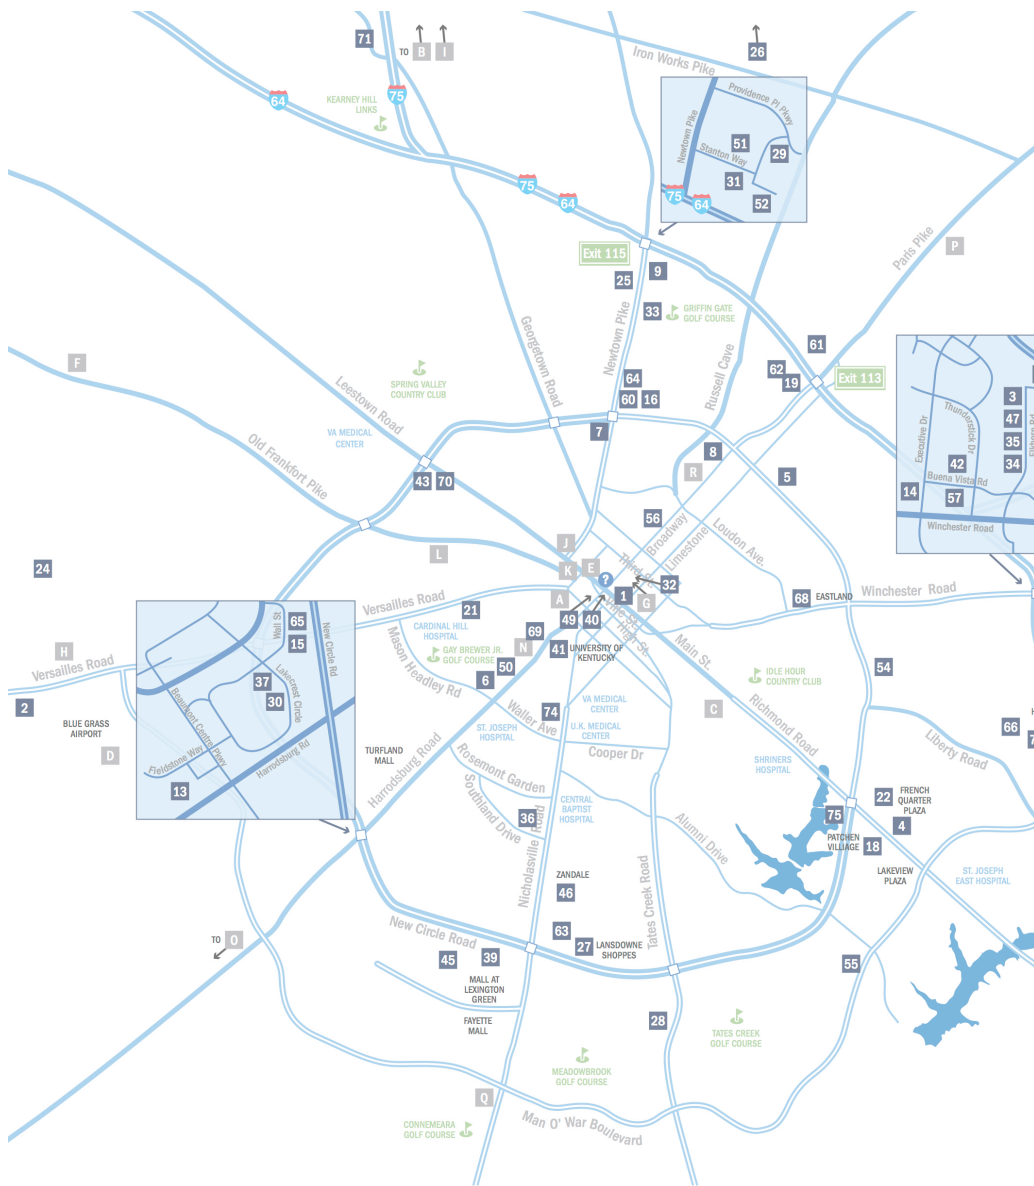 71
TO
B
I
26
Iron Works Pike
64
75
KEARNEY HILL
LINKS
Providence Pl Pkwy
Newtown Pike
51
Stanton Way
29
31
52
75
64
75
64
Exit 115
9
25
Paris Pike
P
33
GRIFFIN GATE
GOLF COURSE
Georgetown Road
Newtown Pike
Russell Cave
61
F
SPRING VALLEY
COUNTRY CLUB
Leestown Road
64
60
16
62
19
Exit 113
3
47
35
34
Thunderstick Dr
Executive Dr
42
Buena Vista Rd
14
57
Winchester Road
VA MEDICAL
CENTER
7
8
Old Frankfort Pike
43
70
R
5
56
Broadway
Limestone
Loudon Ave.
24
L
J
K
E
?
Third St.
32
1
G
A
49
40
High St.
68
EASTLAND
Winchester Road
Versailles Road
21
CARDINAL HILL
HOSPITAL
69
N
41
UNIVERSITY OF
KENTUCKY
Main St.
H
Versailles Road
2
BLUE GRASS
AIRPORT
D
Wall St
65
15
New Circle Rd
37
30
Lakecrest Circle
Beaumont Centre Pkwy
Fieldstone Way
Harrodsburg Rd
13
Mason Headley Rd
GAY BREWER JR.
GOLF COURSE
50
6
IDLE HOUR
COUNTRY CLUB
54
C
VA MEDICAL
CENTER
74
Waller Ave
ST. JOSEPH
HOSPITAL
U.K. MEDICAL
CENTER
Cooper Dr
Richmond Road
66
Liberty Road
TURFLAND
MALL
Harrodsburg Road
Rosemont Garden
Southland Drive
SHRINERS
HOSPITAL
CENTRAL
BAPTIST
HOSPITAL
36
Nicholasville Road
Alumni Drive
22
FRENCH
QUARTER
PLAZA
75
4
PATCHEN
VILLIAGE
18
LAKEVIEW
PLAZA
ST. JOSEPH
EAST HOSPITAL
ZANDALE
46
Tates Creek Road
TO
O
New Circle Road
63
27
LANSDOWNE
SHOPPES
45
39
MALL AT
LEXINGTON
GREEN
FAYETTE
MALL
55
28
TATES CREEK
GOLF COURSE
MEADOWBROOK
GOLF COURSE
Q
CONNEMEARA
GOLF COURSE
Man O' War Boulevard